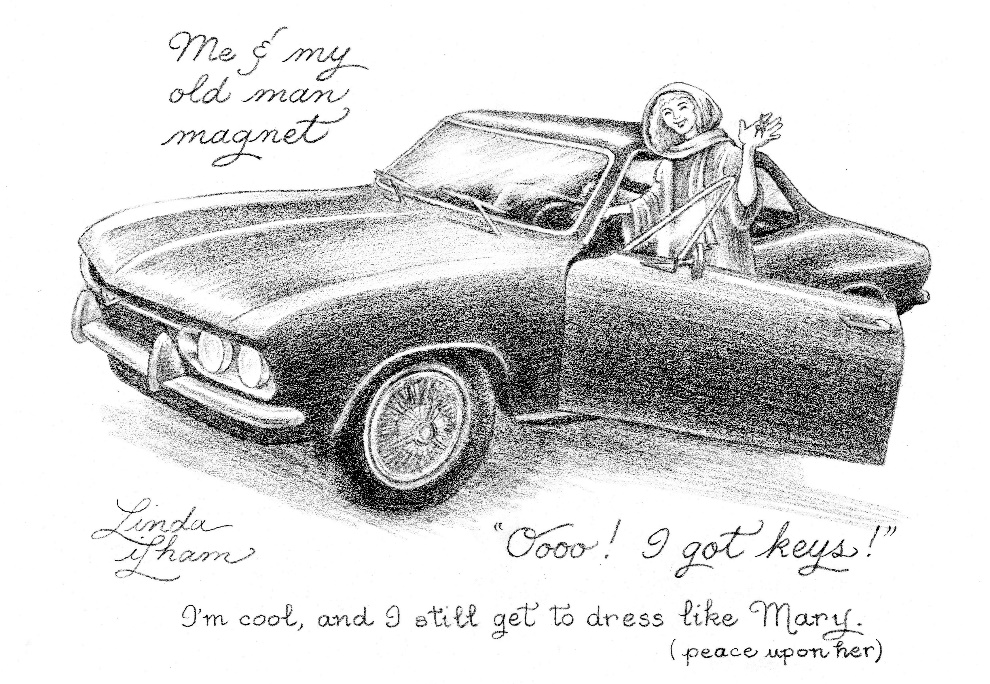 Me & my
old man
magnet
Linda
ilham
"Oooo! I got keys!"
I'm cool, and I still get to dress like Mary.
(peace upon her)